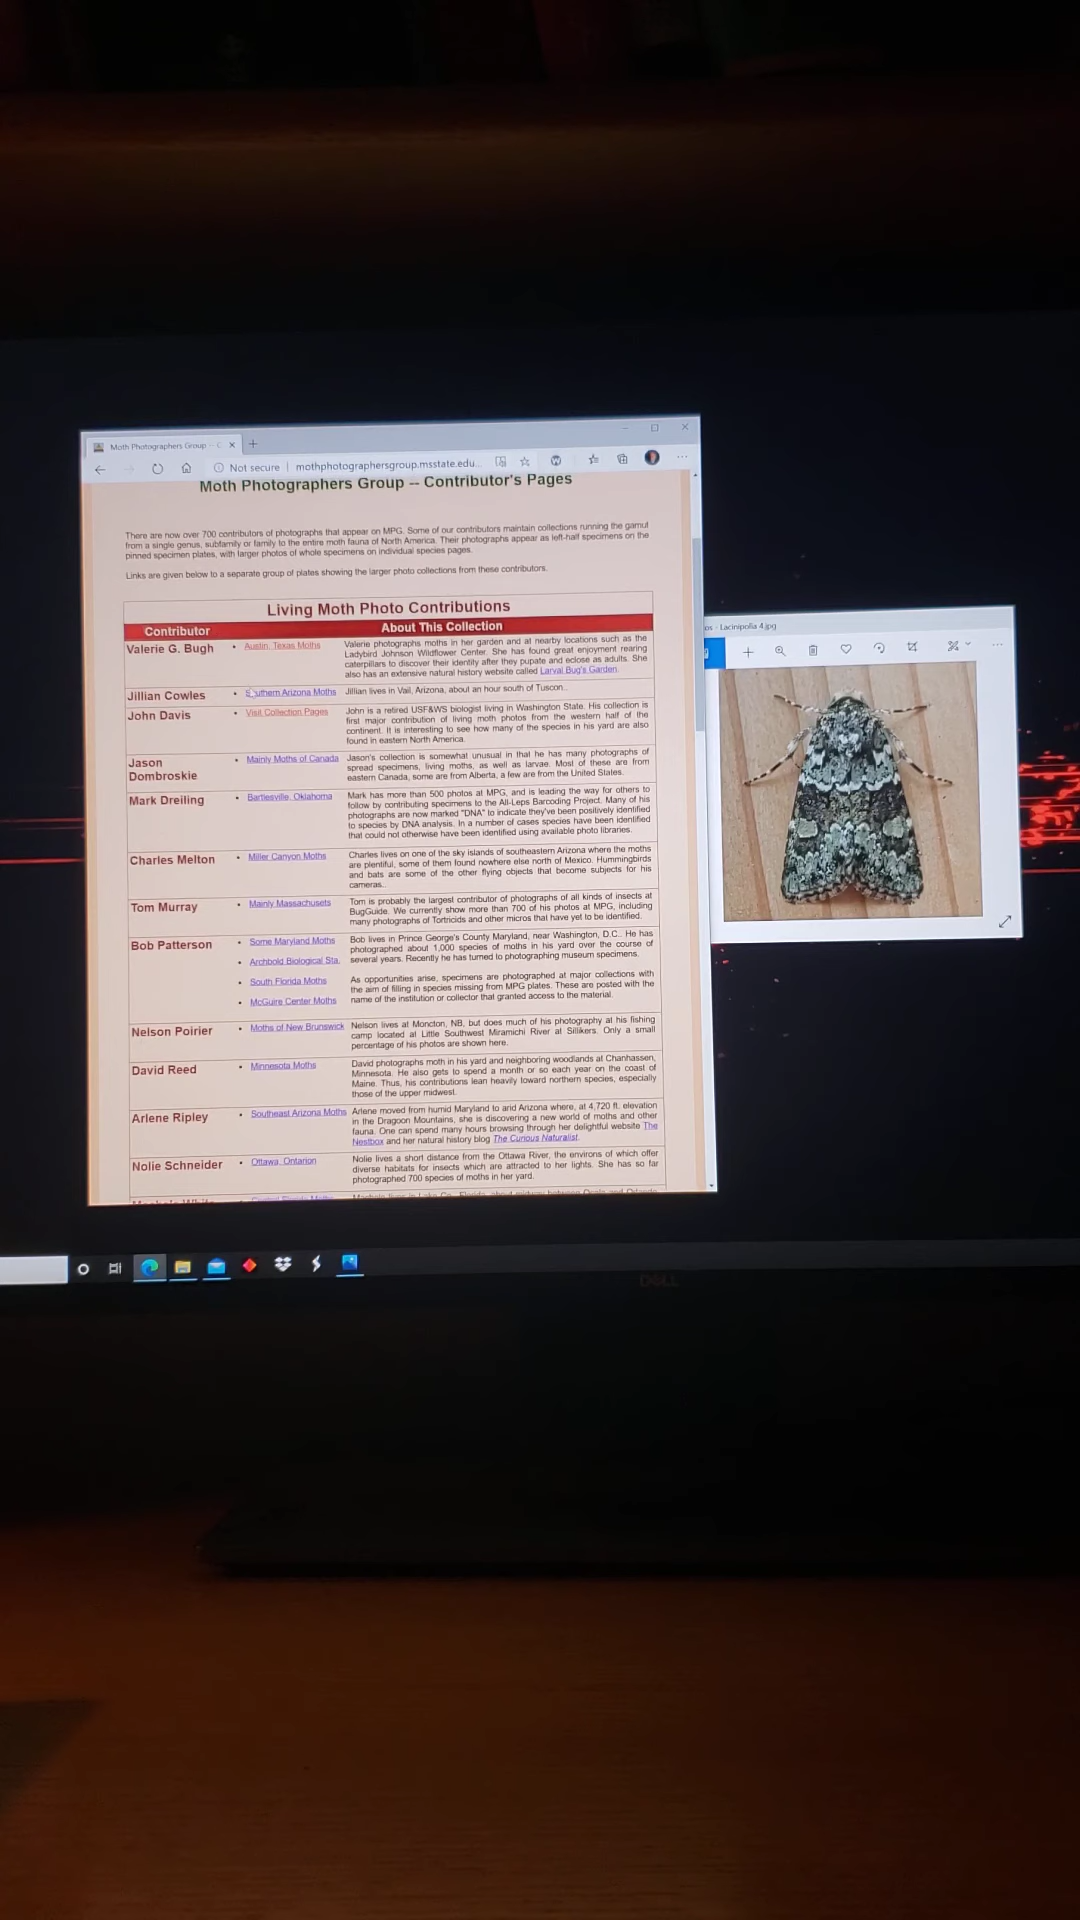 Moth Photographers Group -- C
Not secure | mothphotographersgroup.msstate.edu...
Moth Photographers Group -- Contributor's Pages
There are now over 700 contributors of photographs that appear on MPG. Some of our contributors maintain collections running the gamut
from a single genus, subfamily or family to the entire moth fauna of North America. Their photographs appear as left-half specimens on the
pinned specimen plates, with larger photos of whole specimens on individual species pages.
Links are given below to a separate group of plates showing the larger photo collections from these contributors.
Living Moth Photo Contributions
Contributor About This Collection
Valerie G. Bugh • Austin, Texas Moths Valerie photographs moths in her garden and at nearby locations such as the
Ladybird Johnson Wildflower Center. She has found great enjoyment rearing
caterpillars to discover their identity after they pupate and eclose as adults. She
also has an extensive natural history website called Larval Bug's Garden.
Jillian Cowles • Southern Arizona Moths Jillian lives in Vail, Arizona, about an hour south of Tuscon..
John Davis • Visit Collection Pages John is a retired USF&WS biologist living in Washington State. His collection is
first major contribution of living moth photos from the western half of the
continent. It is interesting to see how many of the species in his yard are also
found in eastern North America.
Jason
Dombroskie • Mainly Moths of Canada Jason's collection is somewhat unusual in that he has many photographs of
spread specimens, living moths, as well as larvae. Most of these are from
eastern Canada, some are from Alberta, a few are from the United States.
Mark Dreiling • Bartlesville, Oklahoma Mark has more than 500 photos at MPG, and is leading the way for others to
follow by contributing specimens to the All-Leps Barcoding Project. Many of his
photographs are now marked "DNA" to indicate they've been positively identified
to species by DNA analysis. In a number of cases species have been identified
that could not otherwise have been identified using available photo libraries.
Charles Melton • Miller Canyon Moths Charles lives on one of the sky islands of southeastern Arizona where the moths
are plentiful, some of them found nowhere else north of Mexico. Hummingbirds
and bats are some of the other flying objects that become subjects for his
cameras..
Tom Murray • Mainly Massachusets Tom is probably the largest contributor of photographs of all kinds of insects at
BugGuide. We currently show more than 700 of his photos at MPG, including
many photographs of Tortricids and other micros that have yet to be identified.
Bob Patterson • Some Maryland Moths Bob lives in Prince George's County Maryland, near Washington, D.C.. He has
photographed about 1,000 species of moths in his yard over the course of
• Archbold Biological Sta. several years. Recently he has turned to photographing museum specimens.
• South Florida Moths As opportunities arise, specimens are photographed at major collections with
the aim of filling in species missing from MPG plates. These are posted with the
• McGuire Center Moths name of the institution or collector that granted access to the material.
Nelson Poirier • Moths of New Brunswick Nelson lives at Moncton, NB, but does much of his photography at his fishing
camp located at Little Southwest Miramichi River at Sillikers. Only a small
percentage of his photos are shown here.
David Reed • Minnesota Moths David photographs moth in his yard and neighboring woodlands at Chanhassen,
Minnesota. He also gets to spend a month or so each year on the coast of
Maine. Thus, his contributions lean heavily toward northern species, especially
those of the upper midwest.
Arlene Ripley • Southeast Arizona Moths Arlene moved from humid Maryland to arid Arizona where, at 4,720 ft. elevation
in the Dragoon Mountains, she is discovering a new world of moths and other
fauna. One can spend many hours browsing through her delightful website The
Nestbox and her natural history blog The Curious Naturalist.
Nolie Schneider • Ottawa, Ontarion Nolie lives a short distance from the Ottawa River, the environs of which offer
diverse habitats for insects which are attracted to her lights. She has so far
photographed 700 species of moths in her yard.
os - Lacinipolia 4.jpg
DELL